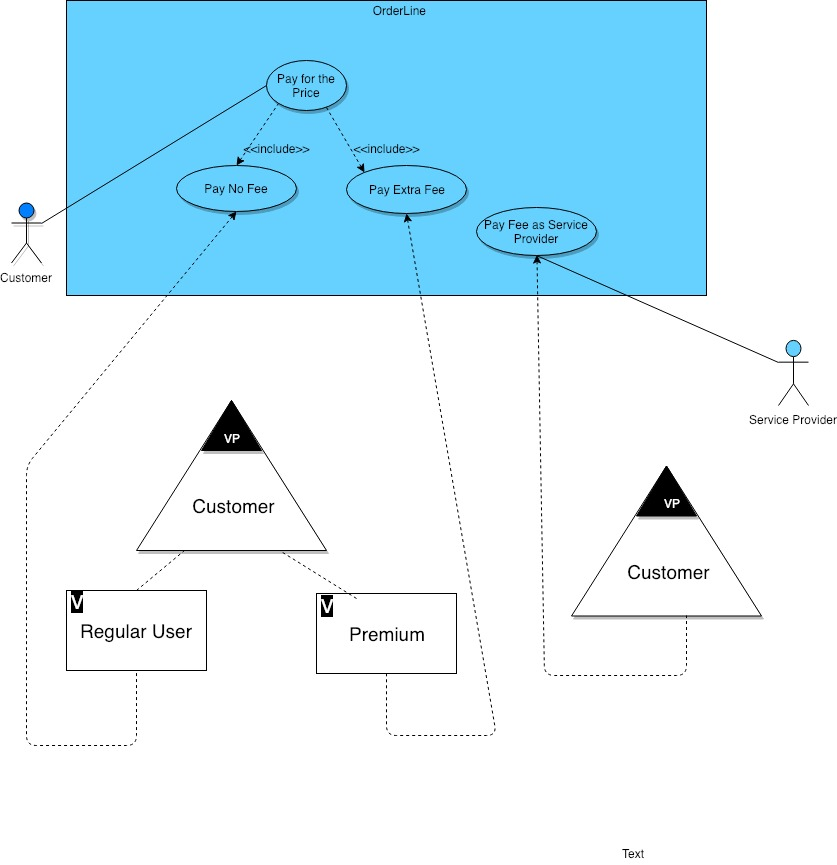 OrderLine
Pay for the
Price
<<include>>
<<include>>
Pay No Fee
Pay Extra Fee
Pay Fee as Service
Provider
Customer
Service Provider
VP
Customer
VP
Customer
V
Regular User
V
Premium
Text